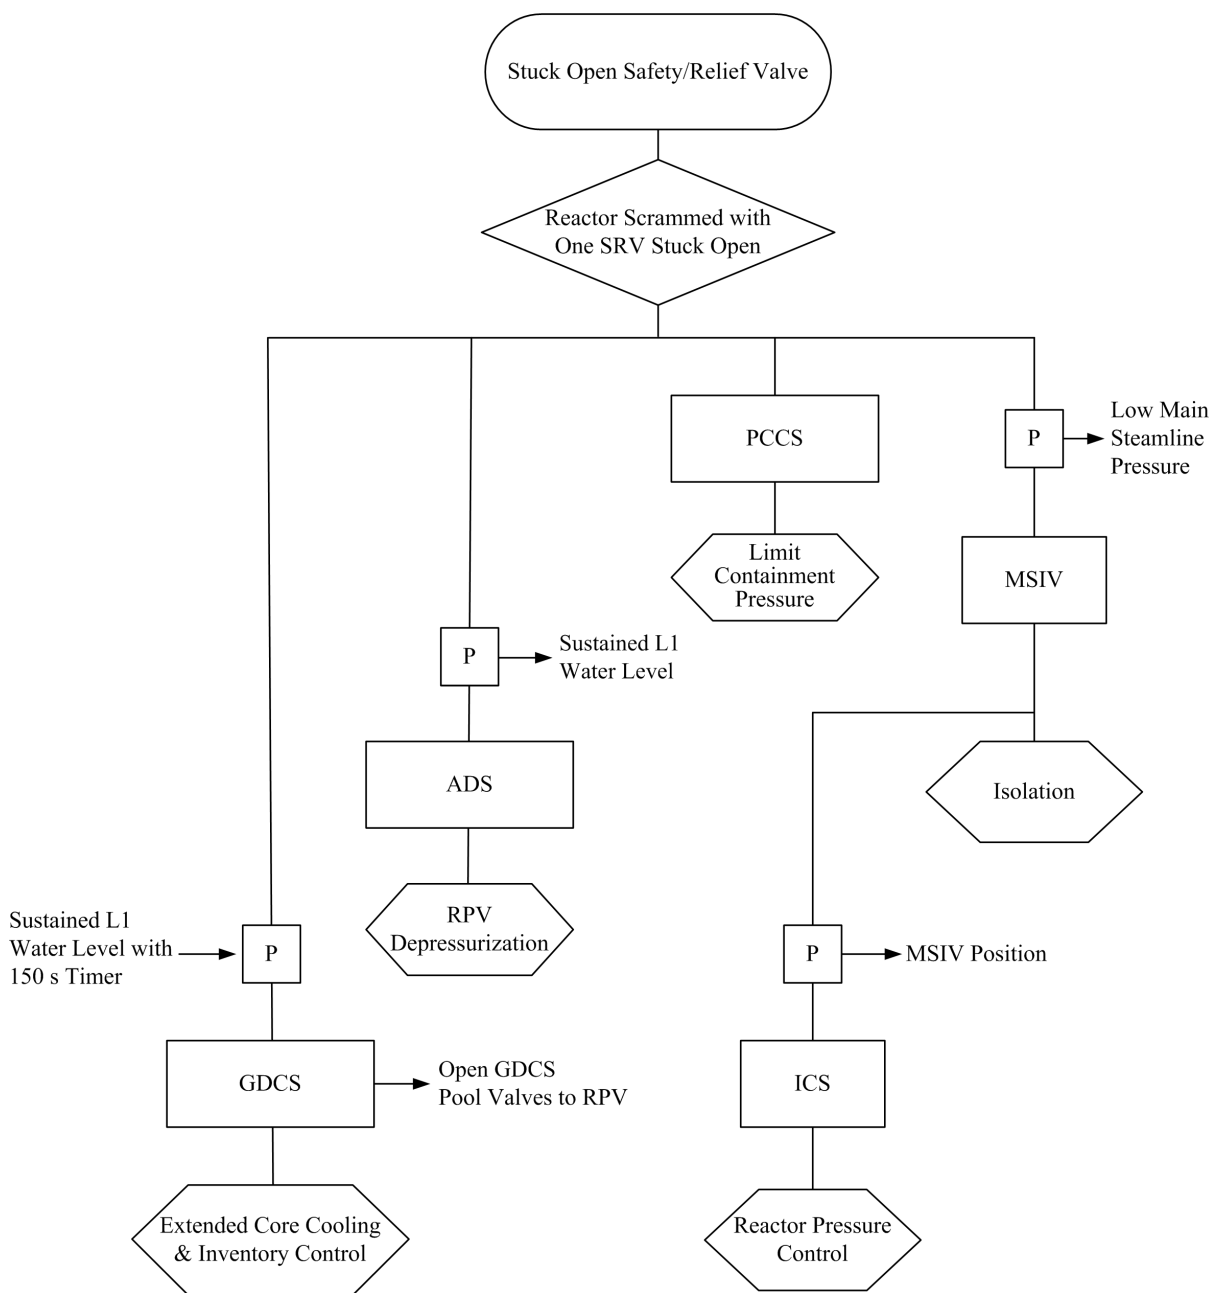 Stuck Open Safety/Relief Valve
Reactor Scrammed with
One SRV Stuck Open
PCCS
P
Low Main
Steamline
Pressure
Limit
Containment
Pressure
MSIV
P
Sustained L1
Water Level
ADS
Isolation
RPV
Depressurization
Sustained L1
Water Level with
150 s Timer
P
P
MSIV Position
GDCS
Open GDCS
Pool Valves to RPV
ICS
Extended Core Cooling
& Inventory Control
Reactor Pressure
Control